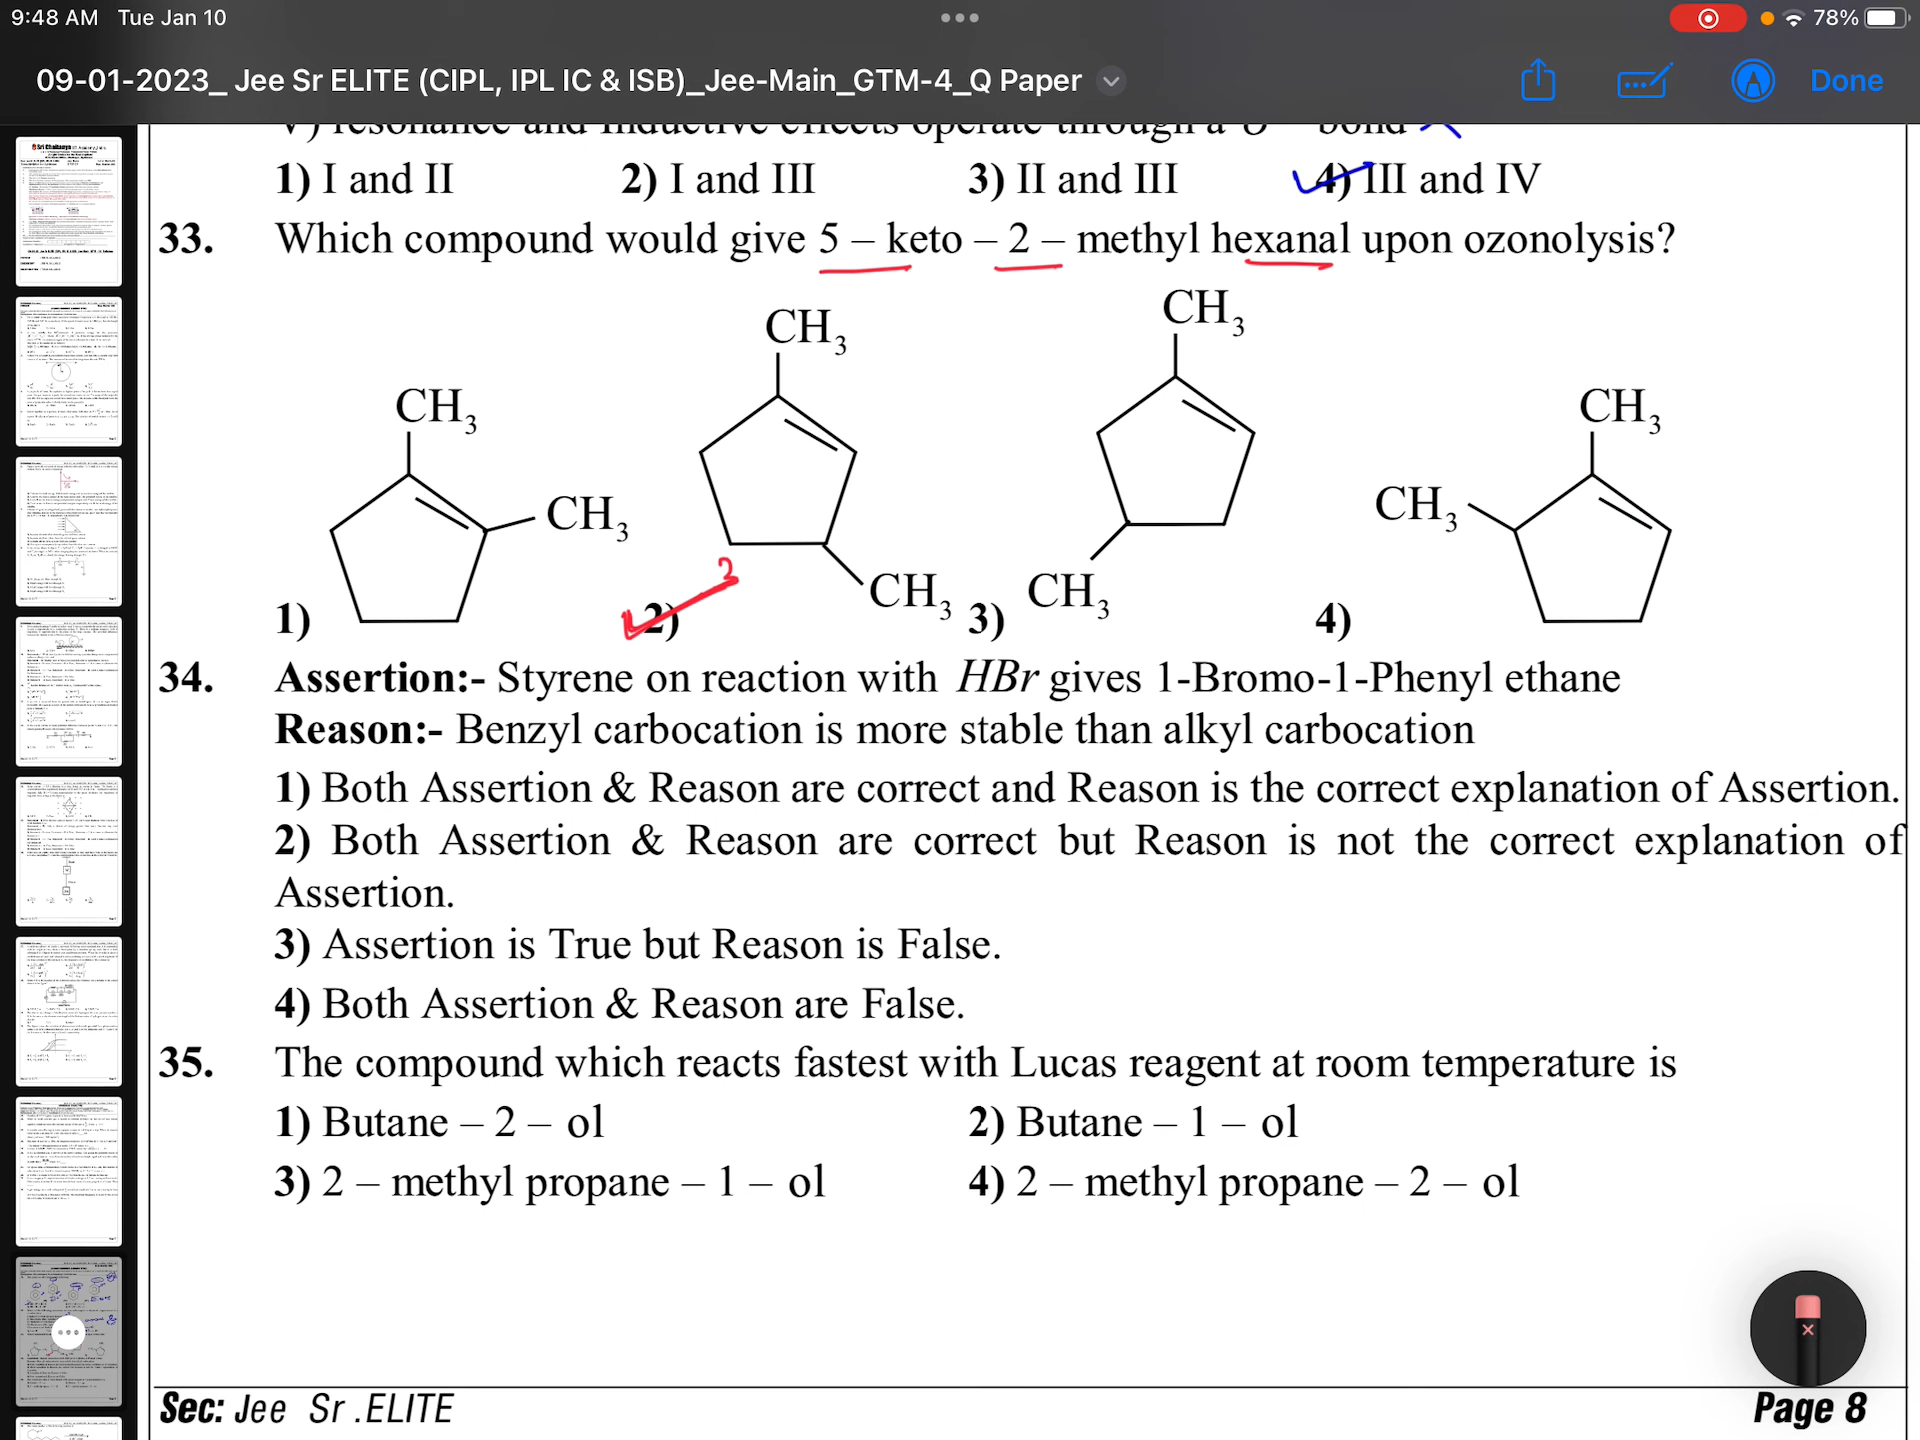 9:48 AM Tue Jan 10
78%
09-01-2023_ Jee Sr ELITE (CIPL, IPL IC & ISB)_Jee-Main_GTM-4_Q Paper
Done
V) resonance and inductive effects operate through a σ – bond
1) I and II 2) I and III 3) II and III 4) III and IV
33. Which compound would give 5 – keto – 2 – methyl hexanal upon ozonolysis?
CH3
CH3
CH3
CH3
CH3
CH3
CH3
CH3
1) 2) 3) 4)
34. Assertion:- Styrene on reaction with HBr gives 1-Bromo-1-Phenyl ethane
Reason:- Benzyl carbocation is more stable than alkyl carbocation
1) Both Assertion & Reason are correct and Reason is the correct explanation of Assertion.
2) Both Assertion & Reason are correct but Reason is not the correct explanation of
Assertion.
3) Assertion is True but Reason is False.
4) Both Assertion & Reason are False.
35. The compound which reacts fastest with Lucas reagent at room temperature is
1) Butane – 2 – ol 2) Butane – 1 – ol
3) 2 – methyl propane – 1 – ol 4) 2 – methyl propane – 2 – ol
Sec: Jee Sr .ELITE Page 8